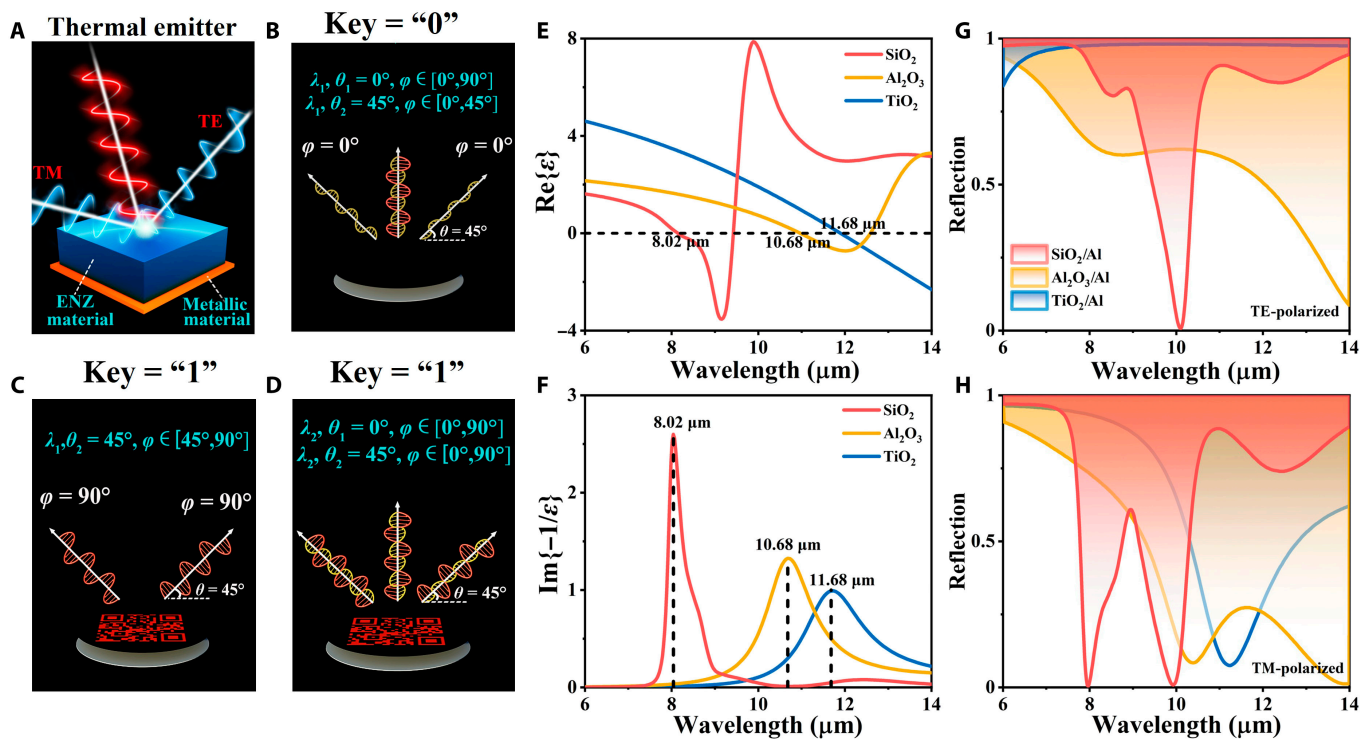 A
Thermal emitter
TM
TE
ENZ
material
Metallic
material
B
Key = “0”
λ₁, θ₁ = 0°, φ ∈ [0°,90°]
λ₁, θ₂ = 45°, φ ∈ [0°,45°]
φ = 0°
φ = 0°
θ = 45°
C
Key = “1”
λ₁,θ₂ = 45°, φ ∈ [45°,90°]
φ = 90°
φ = 90°
θ = 45°
D
Key = “1”
λ₂, θ₁ = 0°, φ ∈ [0°,90°]
λ₂, θ₂ = 45°, φ ∈ [0°,90°]
θ = 45°
E
8
4
0
−4
Re{ε}
SiO₂
Al₂O₃
TiO₂
8.02 μm
10.68 μm
11.68 μm
6 8 10 12 14
Wavelength (μm)
F
3
2
1
0
Im{−1/ε}
SiO₂
Al₂O₃
TiO₂
8.02 μm
10.68 μm
11.68 μm
6 8 10 12 14
Wavelength (μm)
G
1
0.5
0
Reflection
SiO₂/Al
Al₂O₃/Al
TiO₂/Al
TE-polarized
6 8 10 12 14
Wavelength (μm)
H
1
0.5
0
Reflection
TM-polarized
6 8 10 12 14
Wavelength (μm)